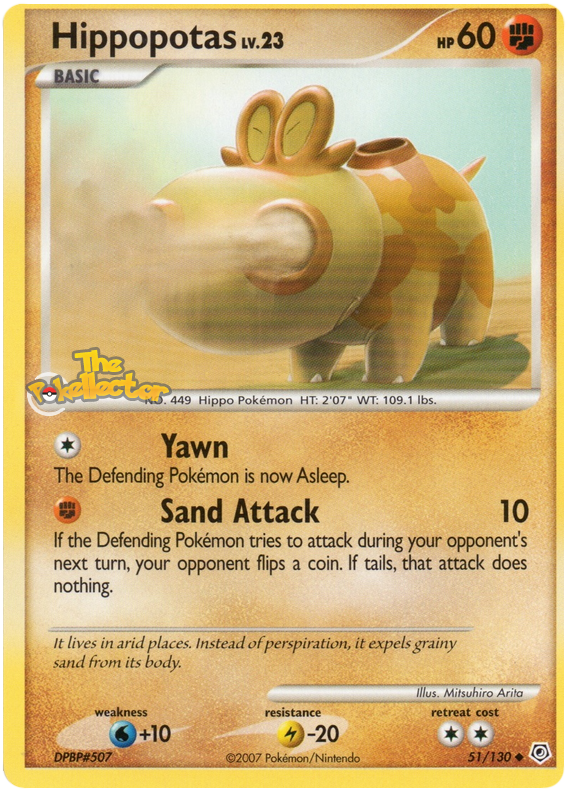 Hippopotas LV.23 HP 60
BASIC
The
Pokellector
NO. 449 Hippo Pokémon HT: 2'07" WT: 109.1 lbs.
Yawn
The Defending Pokémon is now Asleep.
Sand Attack 10
If the Defending Pokémon tries to attack during your opponent's
next turn, your opponent flips a coin. If tails, that attack does
nothing.
It lives in arid places. Instead of perspiration, it expels grainy
sand from its body.
Illus. Mitsuhiro Arita
weakness resistance retreat cost
+10 -20
DPBP#507 ©2007 Pokémon/Nintendo 51/130